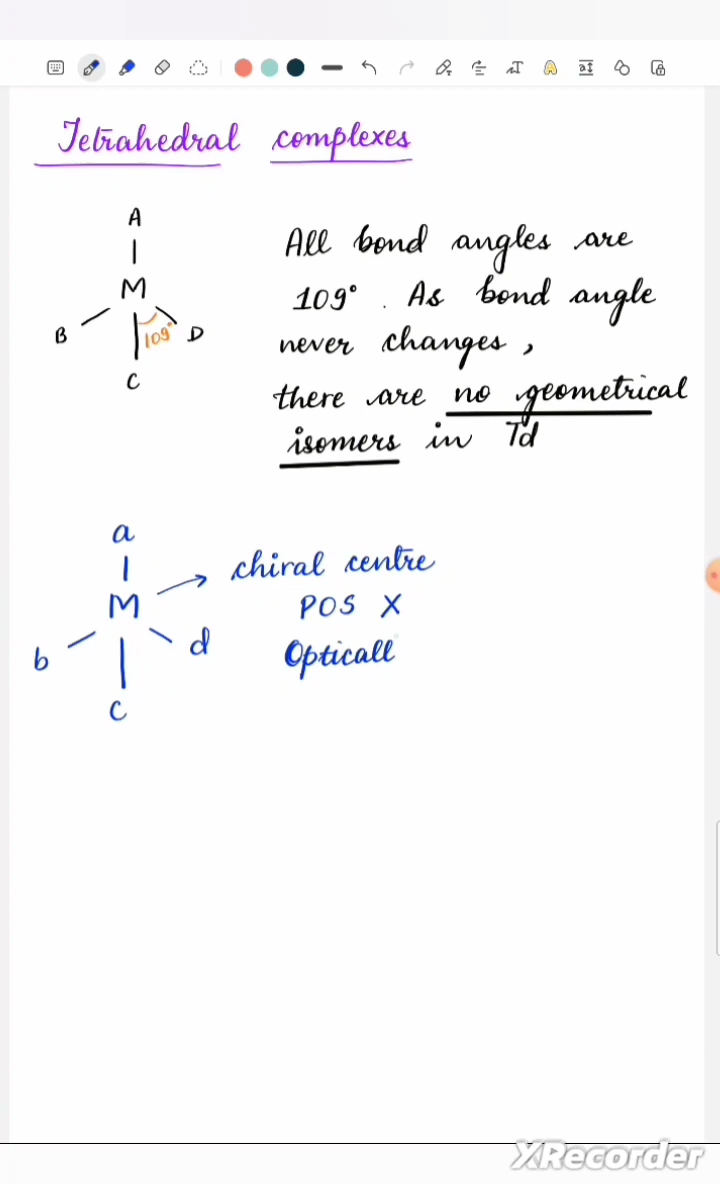 Tetrahedral complexes
A
M
B
109°
D
C
All bond angles are
109°. As bond angle
never changes,
there are no geometrical
isomers in Td
a
M
b
d
c
chiral centre
POS X
Opticall
XRecorder